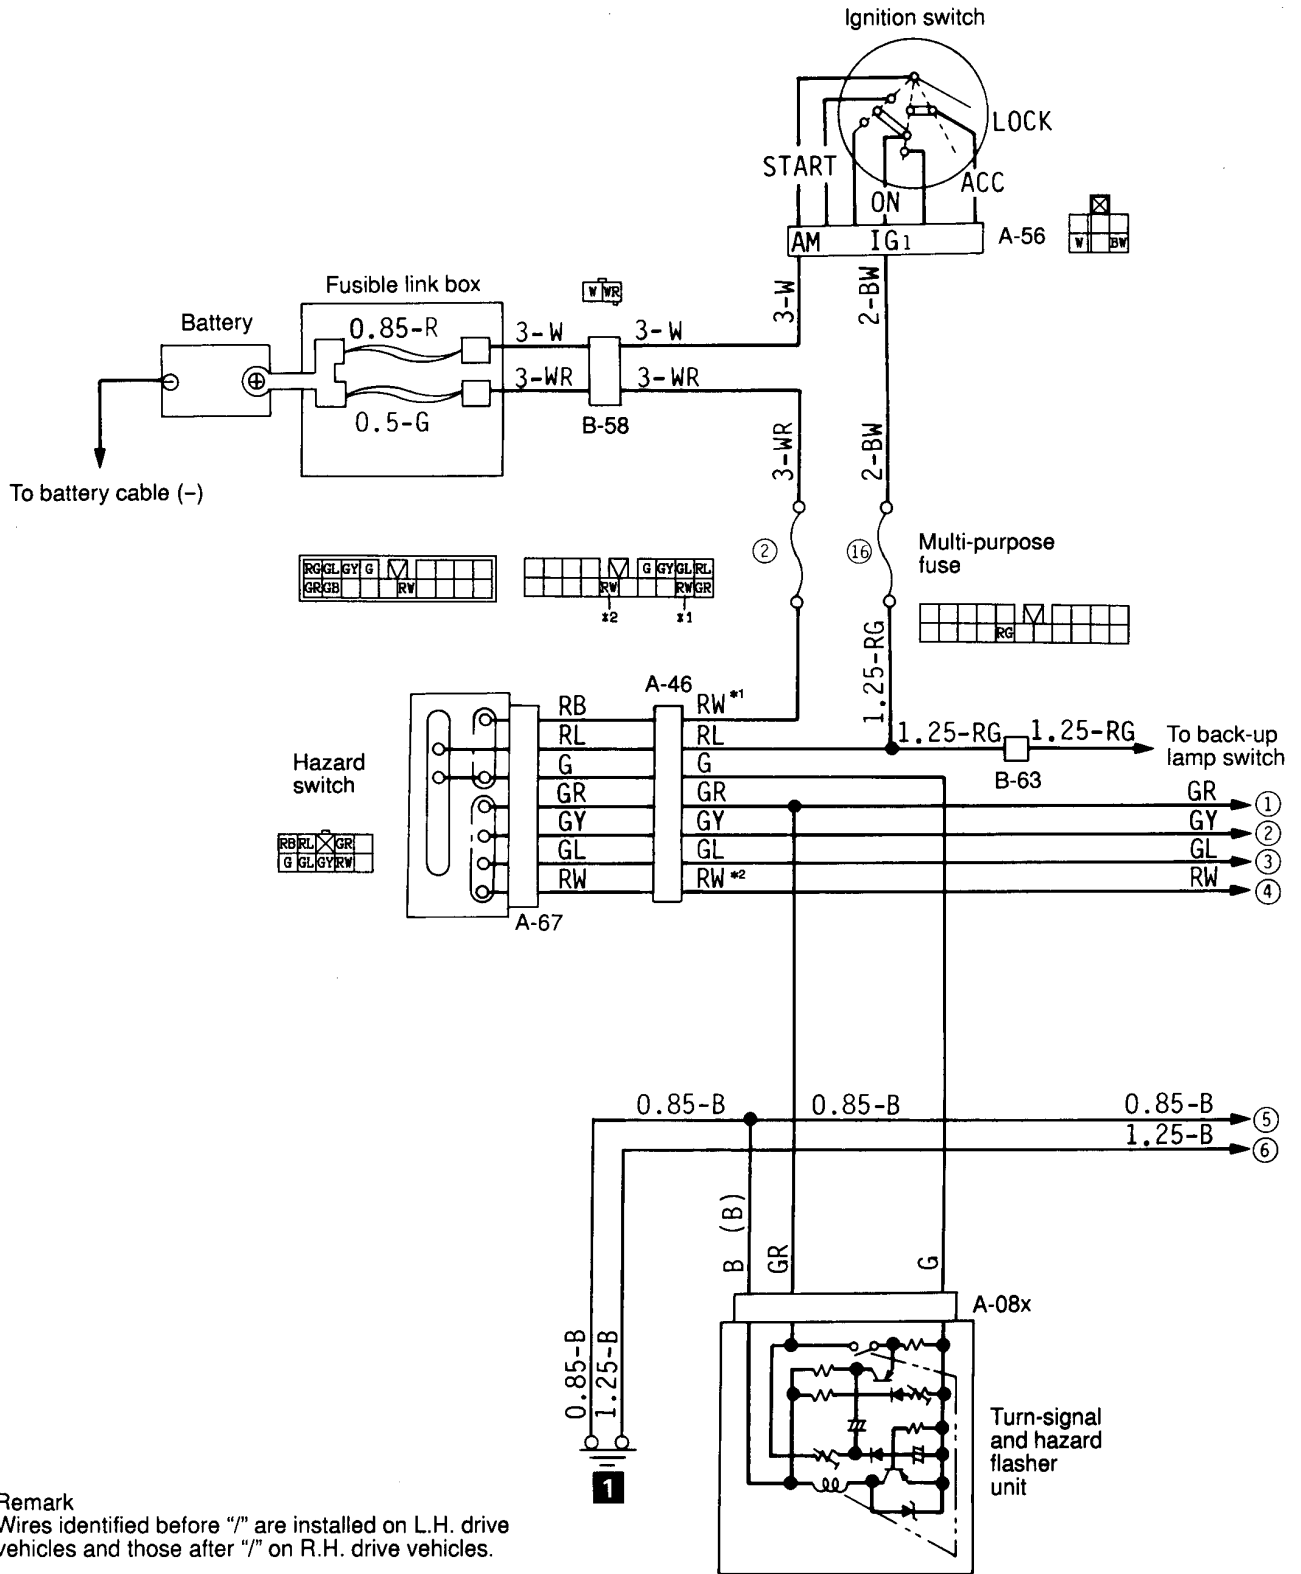 Ignition switch
LOCK
START
ACC
ON
AM IG1
A-56
W BW
3-W
2-BW
Fusible link box
W WR
Battery
0.85-R
3-W
3-W
3-WR
3-WR
0.5-G
B-58
To battery cable (–)
3-WR
2-BW
2
16
Multi-purpose
fuse
RG GL GY G
GR GB RW
G GY GL RL
RW RW GR
*2 *1
RG
1.25-RG
A-46
RB RW*1
RL RL
1.25-RG 1.25-RG
To back-up
lamp switch
B-63
Hazard
switch
G G
GR GR GR 1
GY GY GY 2
GL GL GL 3
RW RW*2 RW 4
RB RL GR
G GL GY RW
A-67
0.85-B 0.85-B 0.85-B 5
1.25-B 6
(B)
B
GR
G
A-08x
0.85-B
1.25-B
Turn-signal
and hazard
flasher
unit
1
Remark
Wires identified before “/” are installed on L.H. drive
vehicles and those after “/” on R.H. drive vehicles.